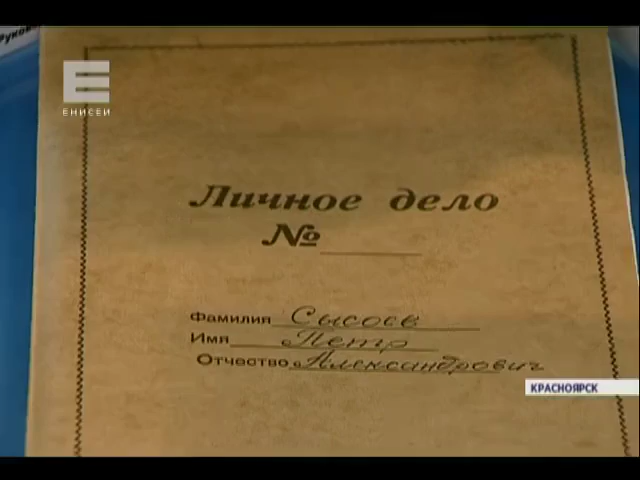 Е
ЕНИСЕЙ
Личное дело
№
Фамилия Сысоев
Имя Петр
Отчество Александрович
КРАСНОЯРСК